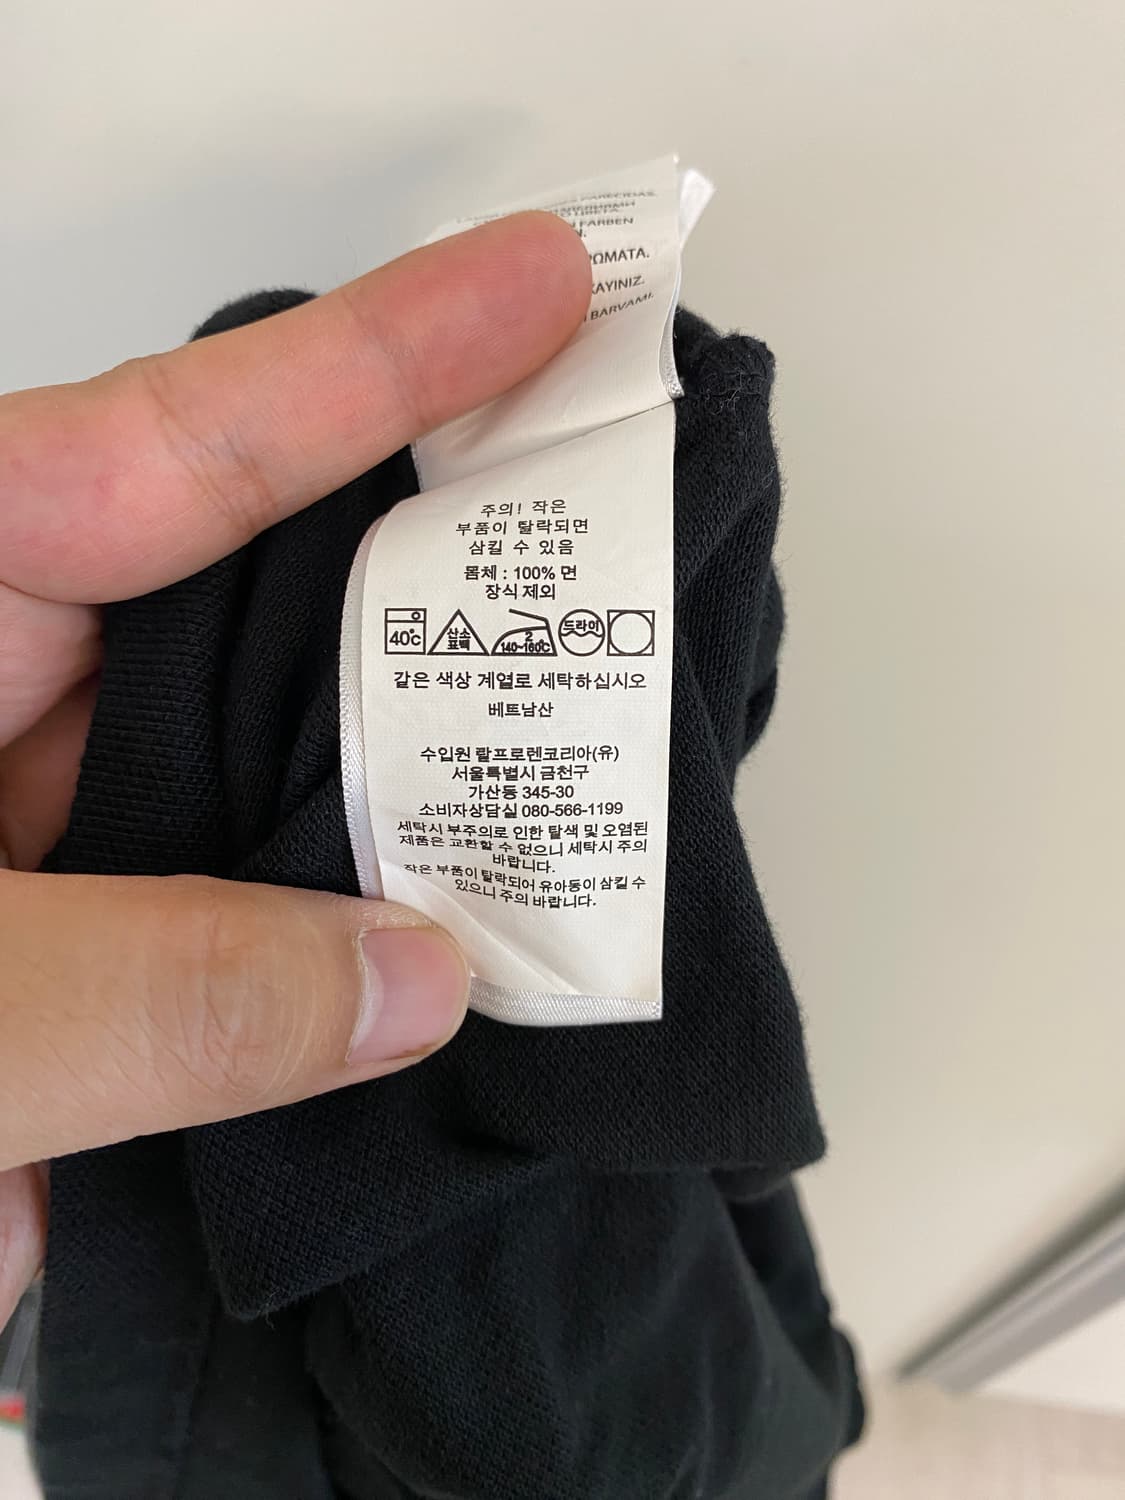 PARECIDAS.
FARBEN
N.
ΡΩΜΑΤΑ.
KAYINIZ.
BARVAMI.
주의! 작은
부품이 탈락되면
삼킬 수 있음
몸체 : 100% 면
장식 제외
40℃ 산소 표백 2 140~160℃ 드라이
같은 색상 계열로 세탁하십시오
베트남산
수입원 랄프로렌코리아(유)
서울특별시 금천구
가산동 345-30
소비자상담실 080-566-1199
세탁시 부주의로 인한 탈색 및 오염된
제품은 교환할 수 없으니 세탁시 주의
바랍니다.
작은 부품이 탈락되어 유아동이 삼킬 수
있으니 주의 바랍니다.